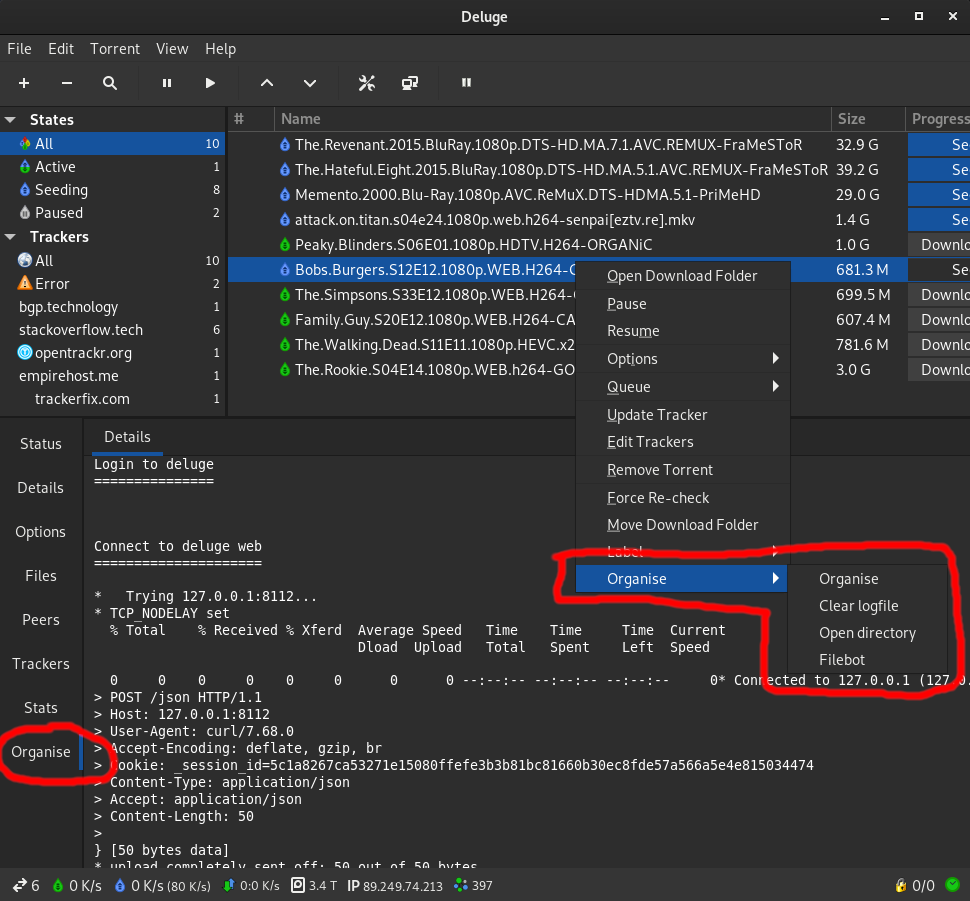 Deluge
File Edit Torrent View Help
States
All 10
Active 1
Seeding 8
Paused 2
Trackers
All 10
Error 2
bgp.technology 1
stackoverflow.tech 6
opentrackr.org 1
empirehost.me 1
trackerfix.com 1
# Name Size Progress
The.Revenant.2015.BluRay.1080p.DTS-HD.MA.7.1.AVC.REMUX-FraMeSToR 32.9 G Se
The.Hateful.Eight.2015.BluRay.1080p.DTS-HD.MA.5.1.AVC.REMUX-FraMeSToR 39.2 G Se
Memento.2000.Blu-Ray.1080p.AVC.ReMuX.DTS-HDMA.5.1-PriMeHD 29.0 G Se
attack.on.titan.s04e24.1080p.web.h264-senpai[eztv.re].mkv 1.4 G Se
Peaky.Blinders.S06E01.1080p.HDTV.H264-ORGANiC 1.0 G Downlo
Bobs.Burgers.S12E12.1080p.WEB.H264-C 681.3 M Se
The.Simpsons.S33E12.1080p.WEB.H264- 699.5 M Downlo
Family.Guy.S20E12.1080p.WEB.H264-CA 607.4 M Downlo
The.Walking.Dead.S11E11.1080p.HEVC.x2 781.6 M Downlo
The.Rookie.S04E14.1080p.WEB.h264-GO 3.0 G Downlo
Open Download Folder
Pause
Resume
Options
Queue
Update Tracker
Edit Trackers
Remove Torrent
Force Re-check
Move Download Folder
Label
Organise
Organise
Clear logfile
Open directory
Filebot
Status
Details
Options
Files
Peers
Trackers
Stats
Organise
Details
Login to deluge
===============
Connect to deluge web
=====================
* Trying 127.0.0.1:8112...
* TCP_NODELAY set
% Total % Received % Xferd Average Speed Time Time Time Current
Dload Upload Total Spent Left Speed
0 0 0 0 0 0 0 0 --:--:-- --:--:-- --:--:-- 0* Connected to 127.0.0.1 (127.0.
> POST /json HTTP/1.1
> Host: 127.0.0.1:8112
> User-Agent: curl/7.68.0
> Accept-Encoding: deflate, gzip, br
> Cookie: _session_id=5c1a8267ca53271e15080ffefe3b3b81bc81660b30ec8fde57a566a5e4e815034474
> Content-Type: application/json
> Accept: application/json
> Content-Length: 50
>
} [50 bytes data]
* upload completely sent off: 50 out of 50 bytes
6 0 K/s 0 K/s (80 K/s) 0:0 K/s 3.4 T IP 89.249.74.213 397 0/0